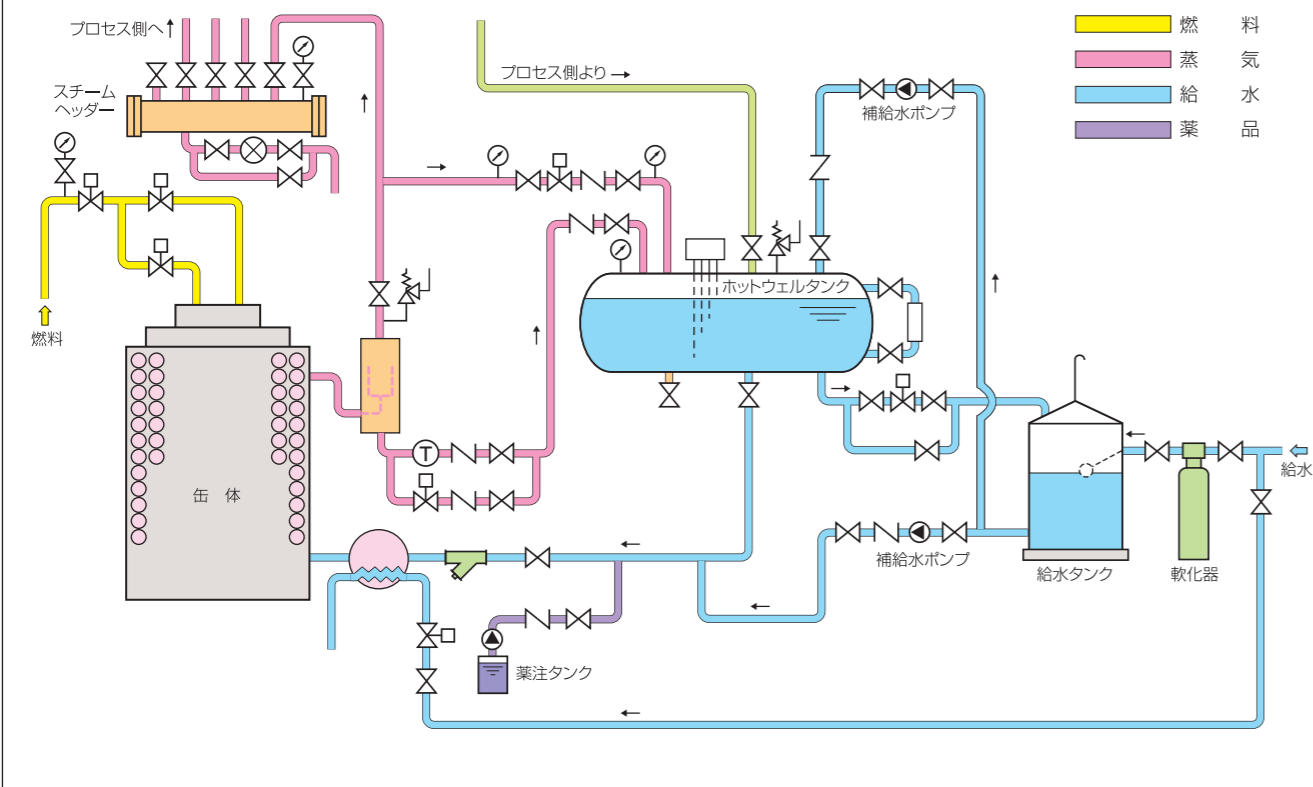 プロセス側へ
スチーム
ヘッダー
プロセス側より
補給水ポンプ
燃 料
蒸 気
給 水
薬 品
ホットウェルタンク
燃料
缶 体
T
給水
補給水ポンプ
給水タンク
軟化器
薬注タンク